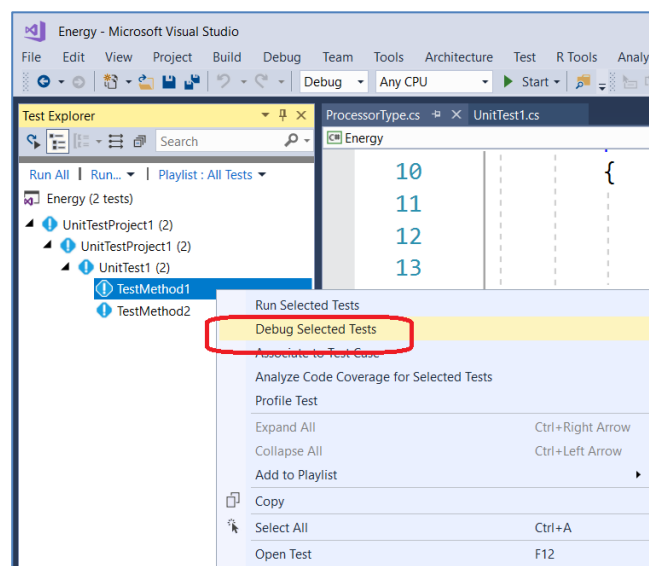 Energy - Microsoft Visual Studio
File Edit View Project Build Debug Team Tools Architecture Test R Tools Analy
Debug Any CPU Start
Test Explorer
ProcessorType.cs UnitTest1.cs
Search
C# Energy
Run All | Run... | Playlist : All Tests
Energy (2 tests)
UnitTestProject1 (2)
UnitTestProject1 (2)
UnitTest1 (2)
TestMethod1
TestMethod2
10 {
11
12
13
Run Selected Tests
Debug Selected Tests
Associate to Test Case
Analyze Code Coverage for Selected Tests
Profile Test
Expand All Ctrl+Right Arrow
Collapse All Ctrl+Left Arrow
Add to Playlist
Copy
Select All Ctrl+A
Open Test F12